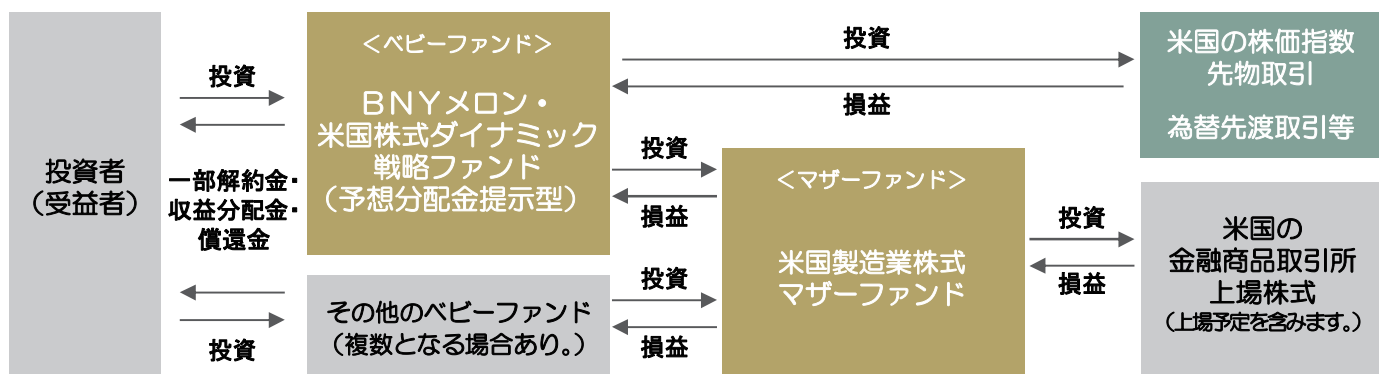 投資者
（受益者）
投資
一部解約金・
収益分配金・
償還金
投資
＜ベビーファンド＞
ＢＮＹメロン・
米国株式ダイナミック
戦略ファンド
（予想分配金提示型）
その他のベビーファンド
（複数となる場合あり。）
投資
損益
投資
損益
投資
損益
＜マザーファンド＞
米国製造業株式
マザーファンド
投資
損益
米国の株価指数
先物取引
為替先渡取引等
米国の
金融商品取引所
上場株式
（上場予定を含みます。）